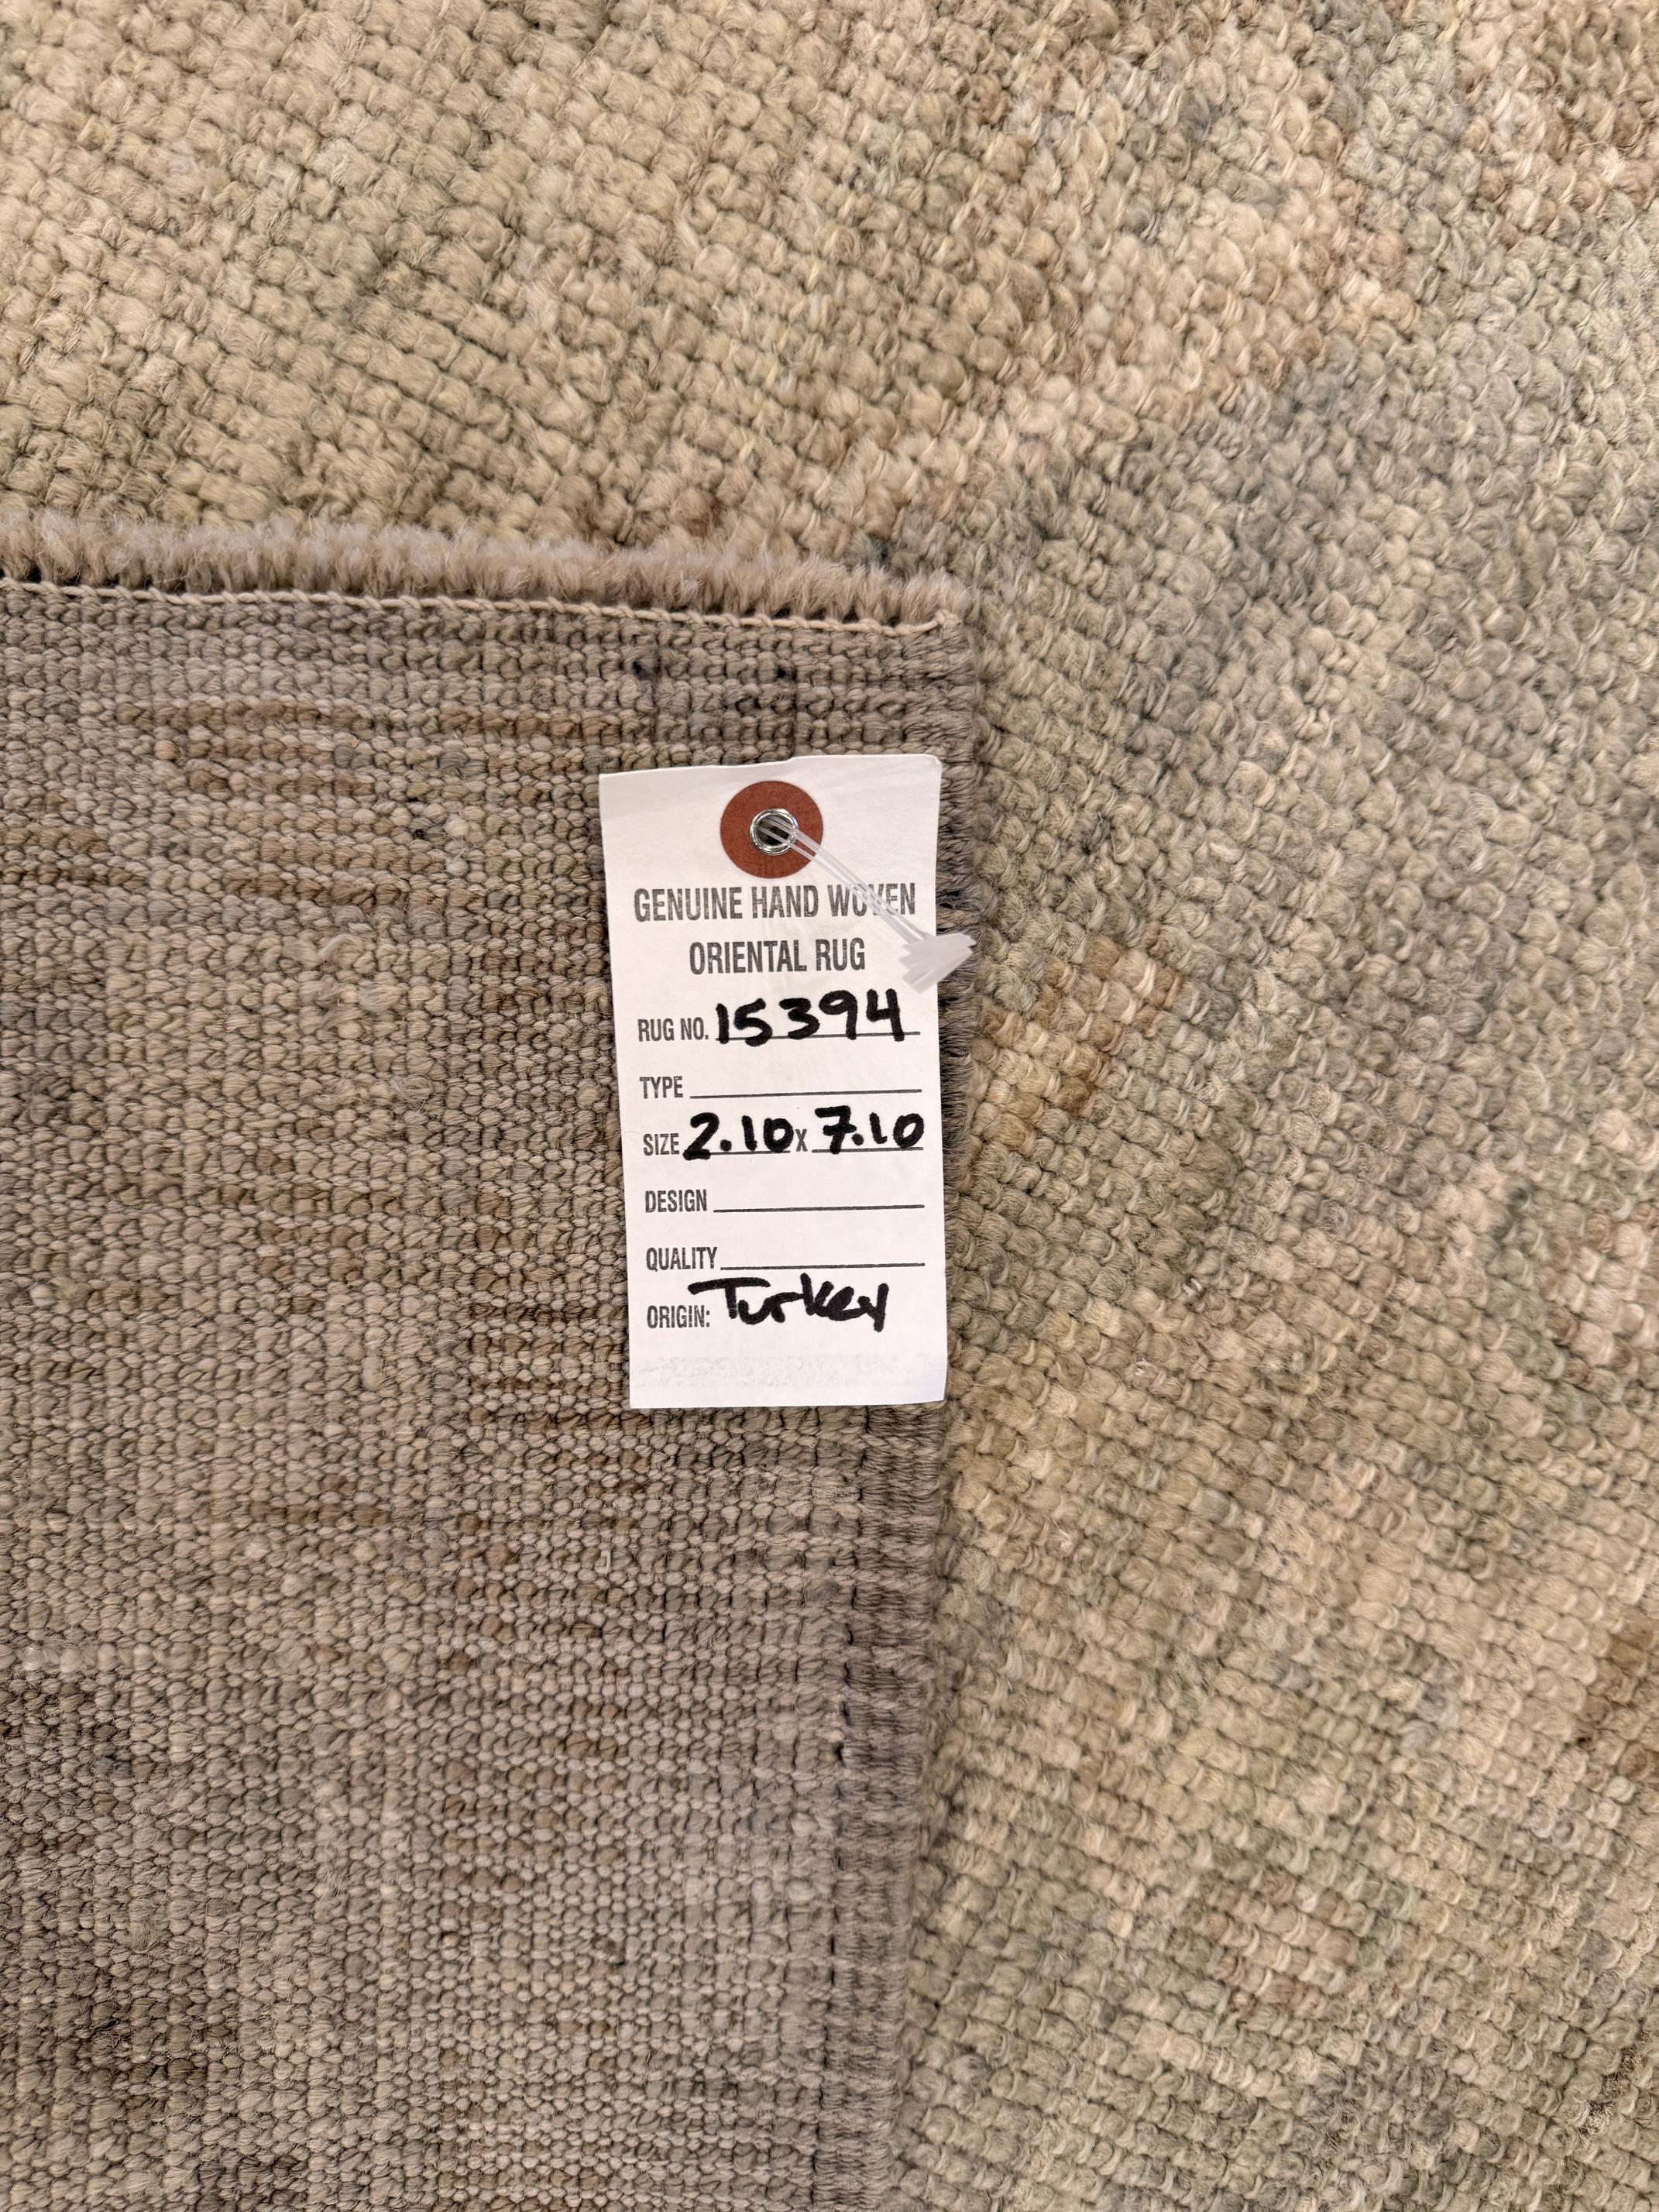 GENUINE HAND WOVEN
ORIENTAL RUG
RUG NO. 15394
TYPE
SIZE 2.10 x 7.10
DESIGN
QUALITY
ORIGIN: Turkey